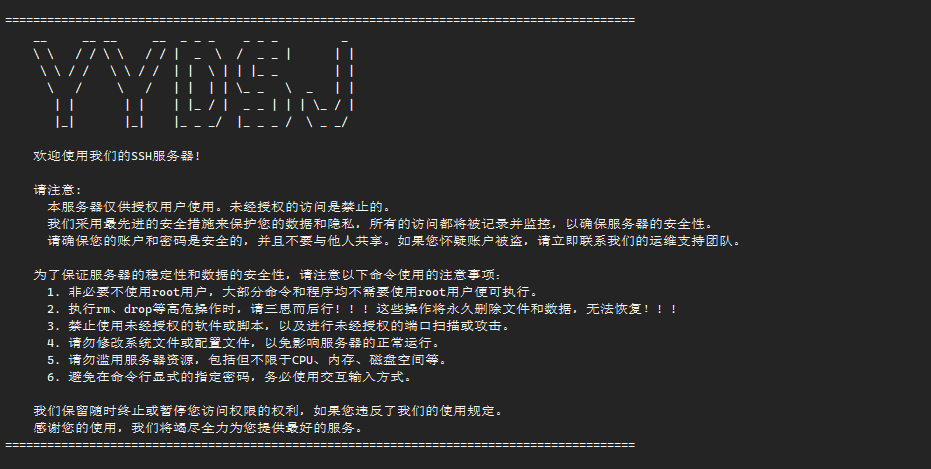 ==========================================================================================
YYDSJ
欢迎使用我们的SSH服务器!
请注意:
本服务器仅供授权用户使用。未经授权的访问是禁止的。
我们采用最先进的安全措施来保护您的数据和隐私，所有的访问都将被记录并监控，以确保服务器的安全性。
请确保您的账户和密码是安全的，并且不要与他人共享。如果您怀疑账户被盗，请立即联系我们的运维支持团队。
为了保证服务器的稳定性和数据的安全性，请注意以下命令使用的注意事项:
1. 非必要不使用root用户，大部分命令和程序均不需要使用root用户便可执行。
2. 执行rm、drop等高危操作时，请三思而后行！！！这些操作将永久删除文件和数据，无法恢复！！！
3. 禁止使用未经授权的软件或脚本，以及进行未经授权的端口扫描或攻击。
4. 请勿修改系统文件或配置文件，以免影响服务器的正常运行。
5. 请勿滥用服务器资源，包括但不限于CPU、内存、磁盘空间等。
6. 避免在命令行显式的指定密码，务必使用交互输入方式。
我们保留随时终止或暂停您访问权限的权利，如果您违反了我们的使用规定。
感谢您的使用，我们将竭尽全力为您提供最好的服务。
==========================================================================================